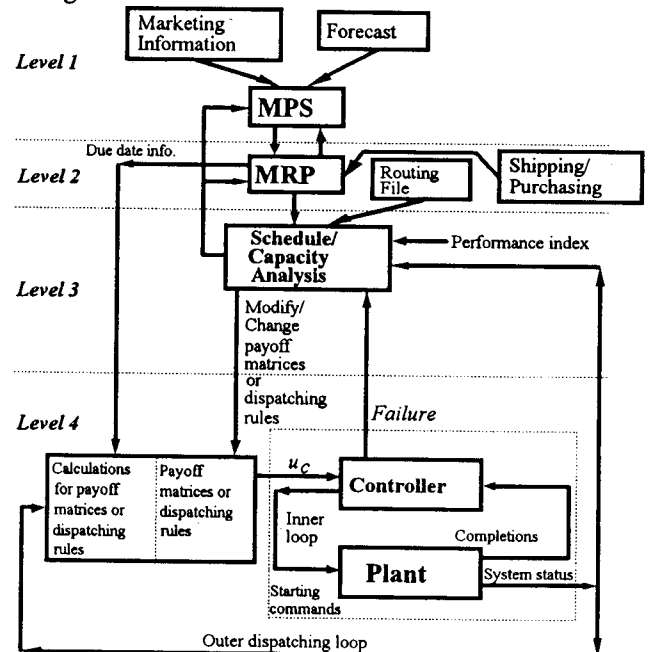 Marketing
Information
Forecast
Level 1
MPS
Due date info.
Level 2
MRP
Routing
File
Shipping/
Purchasing
Schedule/
Capacity
Analysis
Performance index
Level 3
Modify/
Change
payoff
matrices
or
dispatching
rules
Failure
Level 4
Calculations
for payoff
matrices or
dispatching
rules
Payoff
matrices or
dispatching
rules
u_C
Controller
Inner
loop
Completions
Plant
System status
Starting
commands
Outer dispatching loop